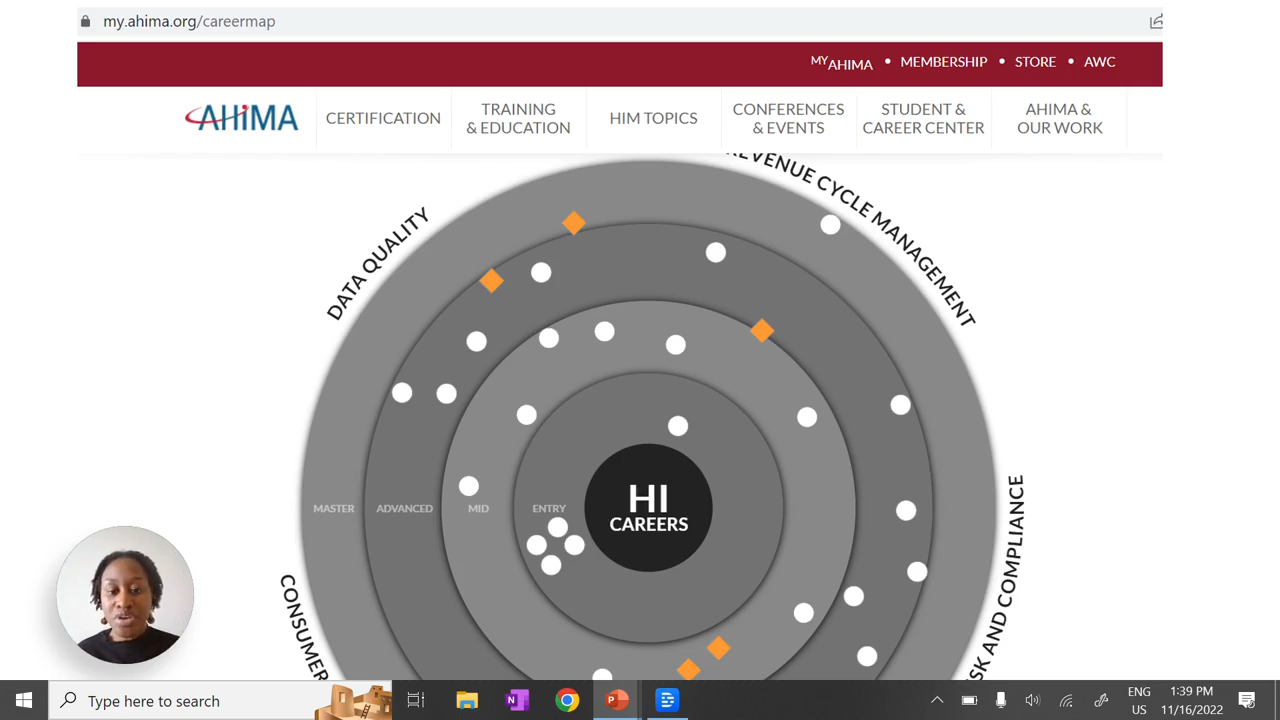 my.ahima.org/careermap
MYAHIMA • MEMBERSHIP • STORE • AWC
AHIMA
CERTIFICATION
TRAINING
& EDUCATION
HIM TOPICS
CONFERENCES
& EVENTS
STUDENT &
CAREER CENTER
AHIMA &
OUR WORK
REVENUE CYCLE MANAGEMENT
DATA QUALITY
MASTER
ADVANCED
MID
ENTRY
HI
CAREERS
CONSUMER
SK AND COMPLIANCE
Type here to search
ENG
US
1:39 PM
11/16/2022